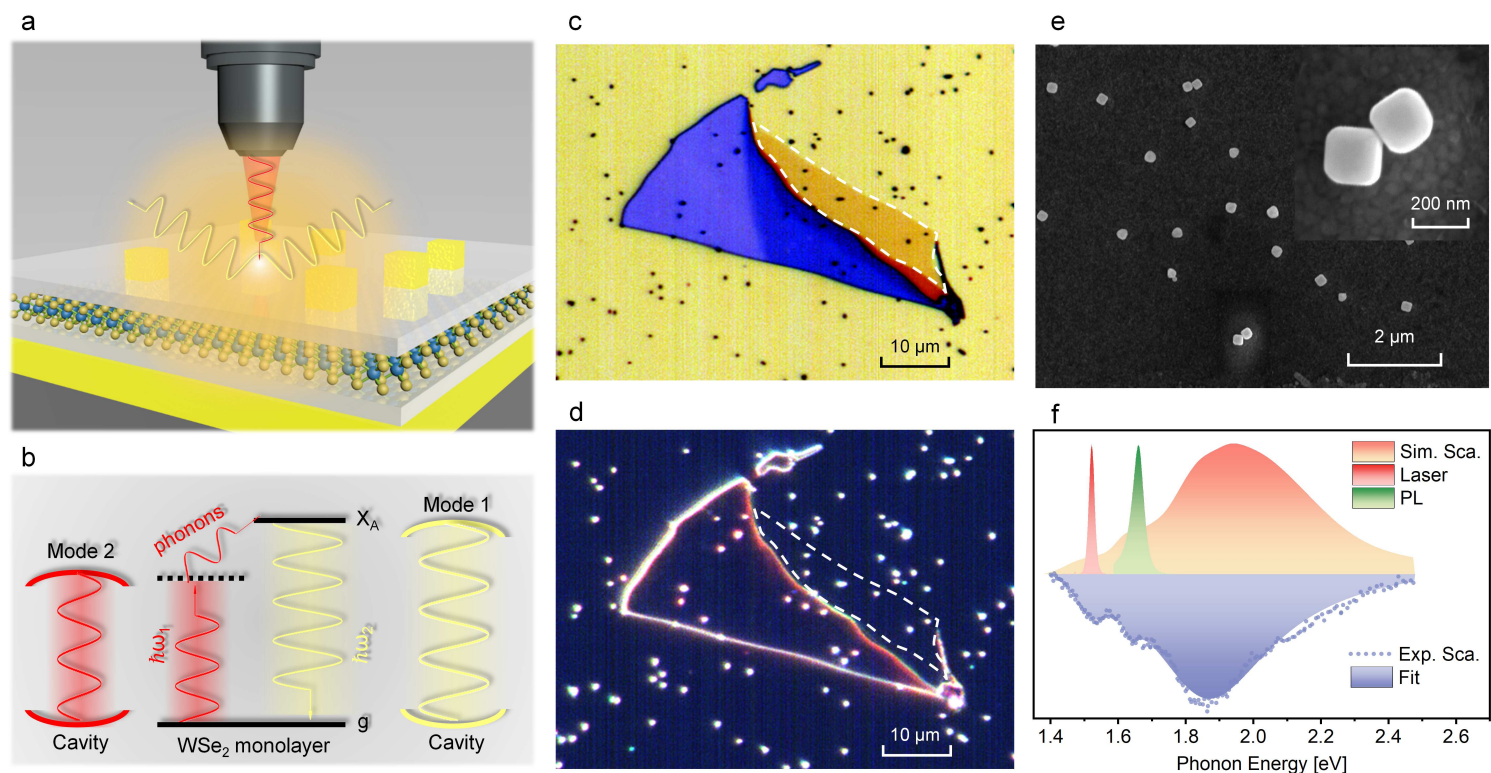 a
b
Mode 2
phonons
X_A
Mode 1
ħω₁
ħω₂
g
Cavity
WSe₂ monolayer
Cavity
c
10 µm
d
10 µm
e
200 nm
2 µm
f
Sim. Sca.
Laser
PL
Exp. Sca.
Fit
1.4 1.6 1.8 2.0 2.2 2.4 2.6
Phonon Energy [eV]